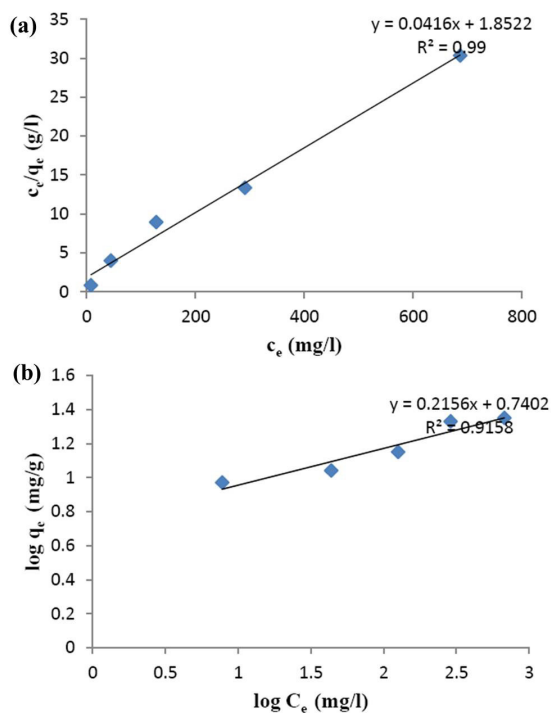 (a)
y = 0.0416x + 1.8522
R² = 0.99
35
30
25
20
15
10
5
0
cₑ/qₑ (g/l)
0 200 400 600 800
cₑ (mg/l)
(b)
y = 0.2156x + 0.7402
R² = 0.9158
1.6
1.4
1.2
1
0.8
0.6
0.4
0.2
0
log qₑ (mg/g)
0 0.5 1 1.5 2 2.5 3
log Cₑ (mg/l)